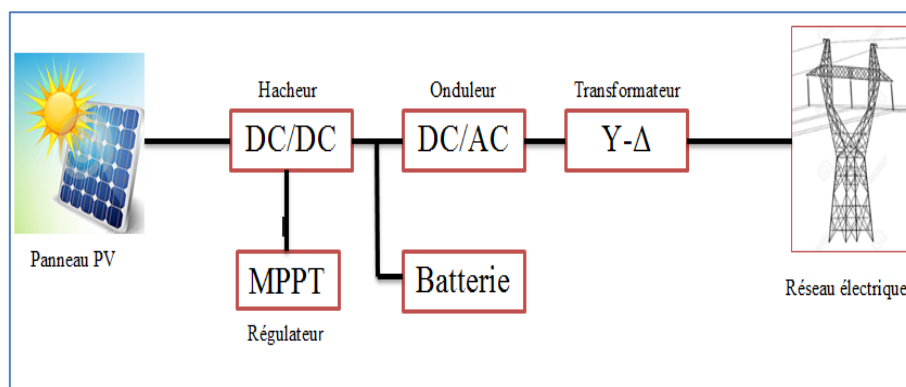 Hacheur
Onduleur
Transformateur
DC/DC
DC/AC
Y-Δ
Panneau PV
MPPT
Batterie
Réseau électrique
Régulateur